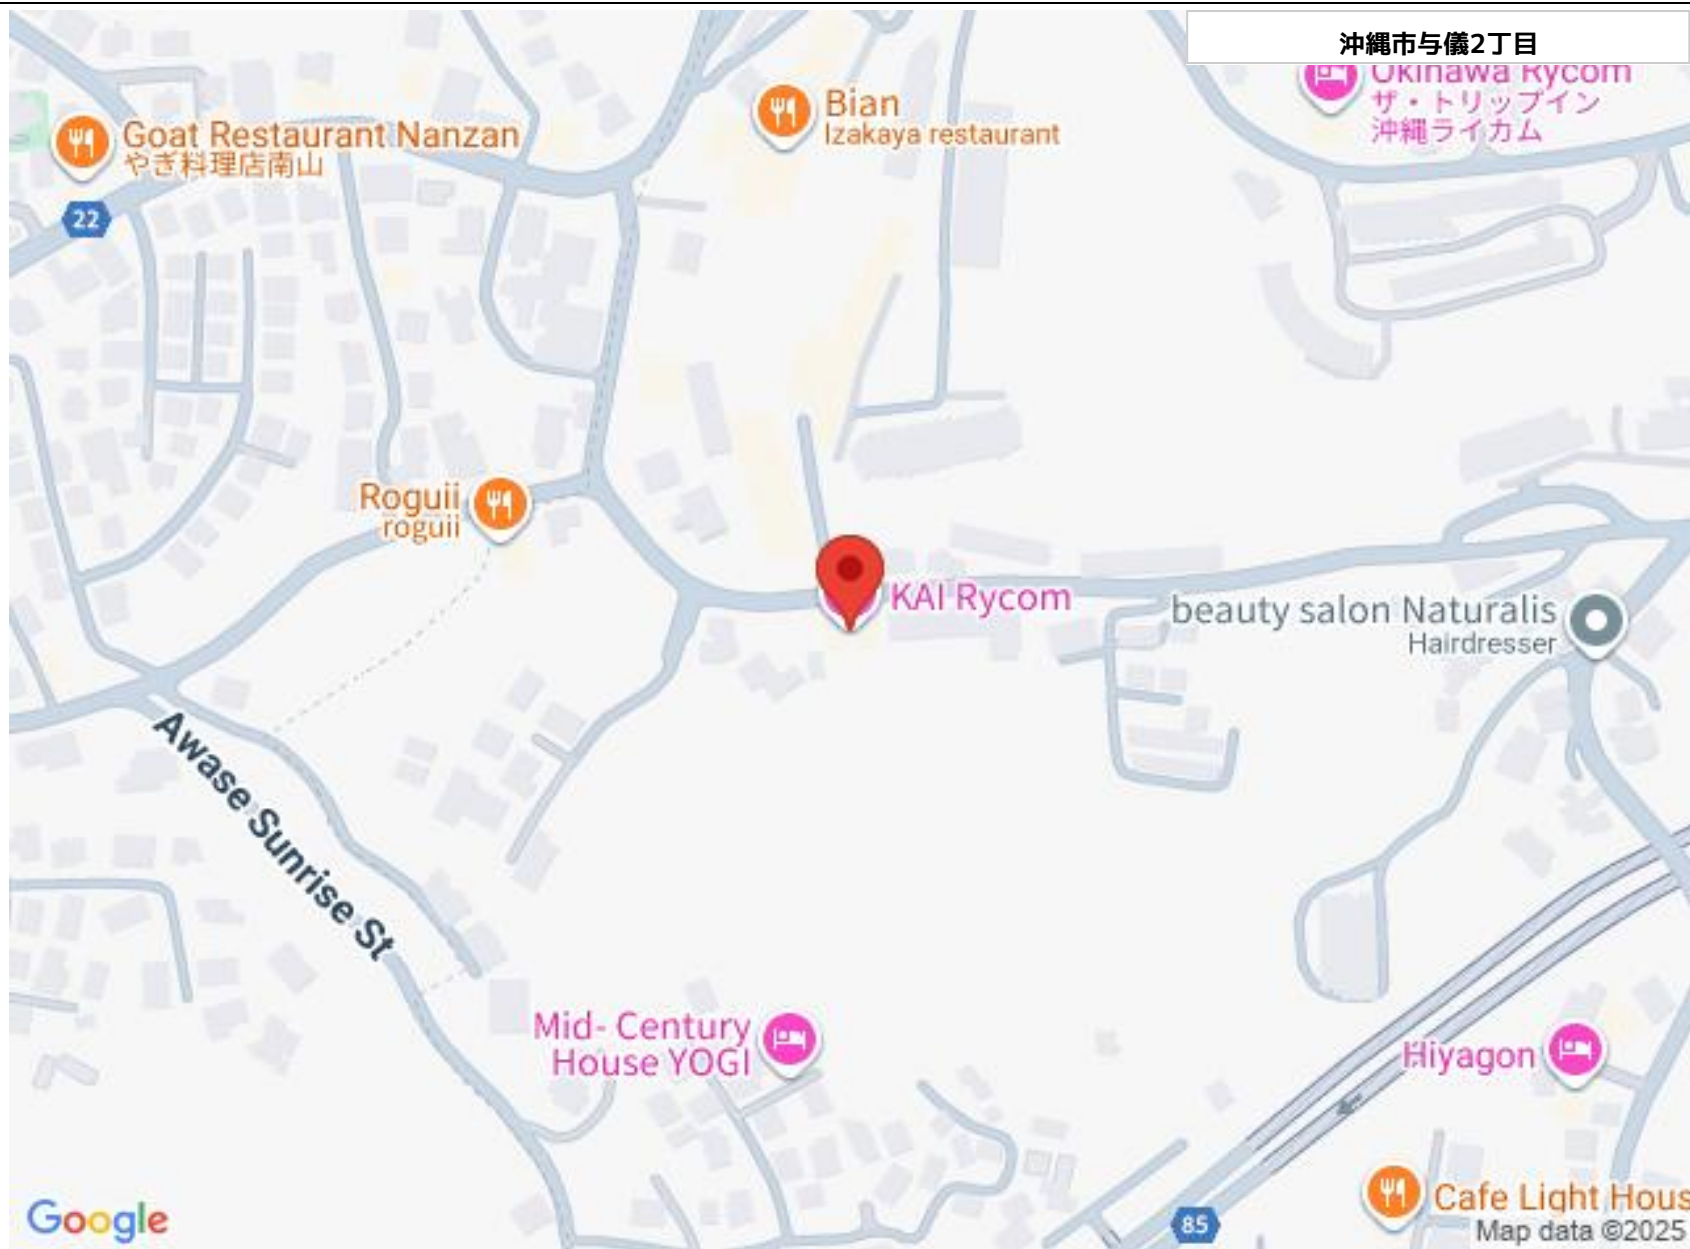 沖縄市与儀2丁目
Okinawa Rycom
ザ・トリップイン
沖縄ライカム
Bian
Izakaya restaurant
Goat Restaurant Nanzan
やぎ料理店南山
22
Roguii
roguii
KAI Rycom
beauty salon Naturalis
Hairdresser
Awase Sunrise St
Mid- Century
House YOGI
Hiyagon
85
Cafe Light Hous
Google
Map data ©2025